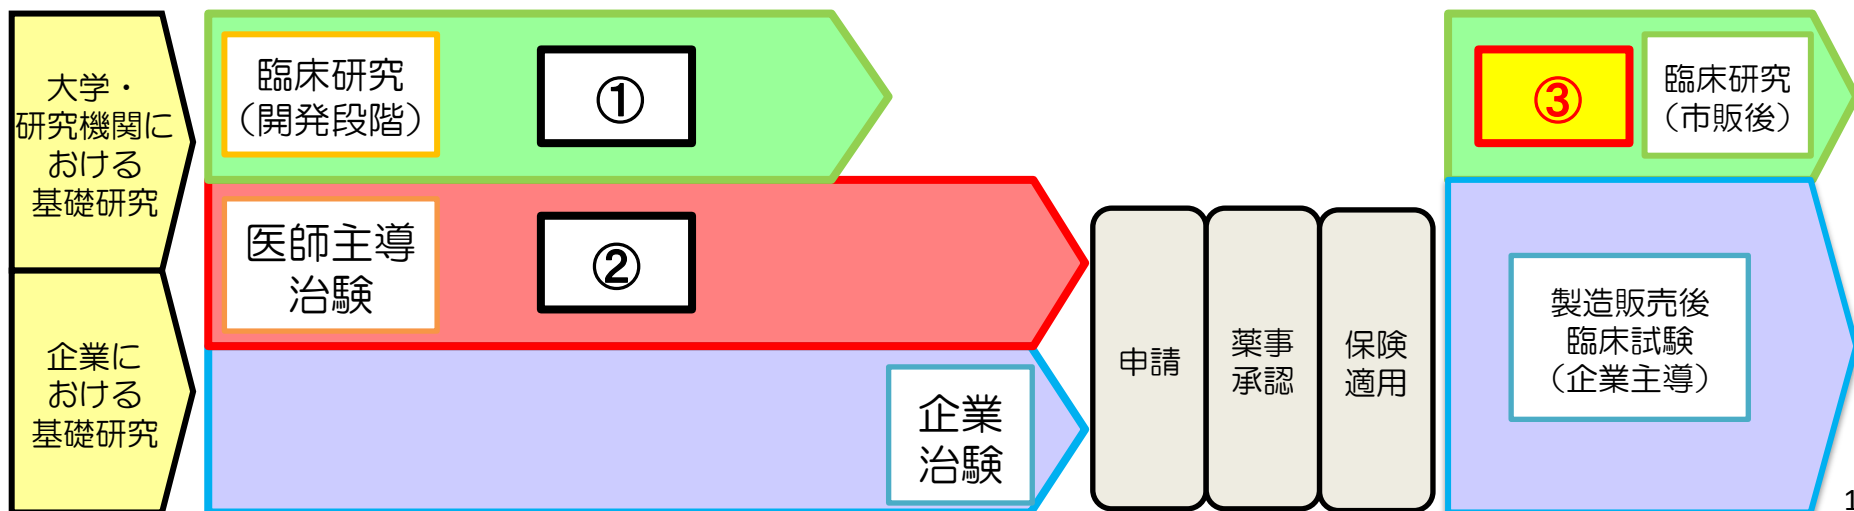 大学・
研究機関に
おける
基礎研究
企業に
おける
基礎研究
臨床研究
（開発段階）
①
医師主導
治験
②
企業
治験
申請
薬事
承認
保険
適用
③
臨床研究
（市販後）
製造販売後
臨床試験
（企業主導）
1